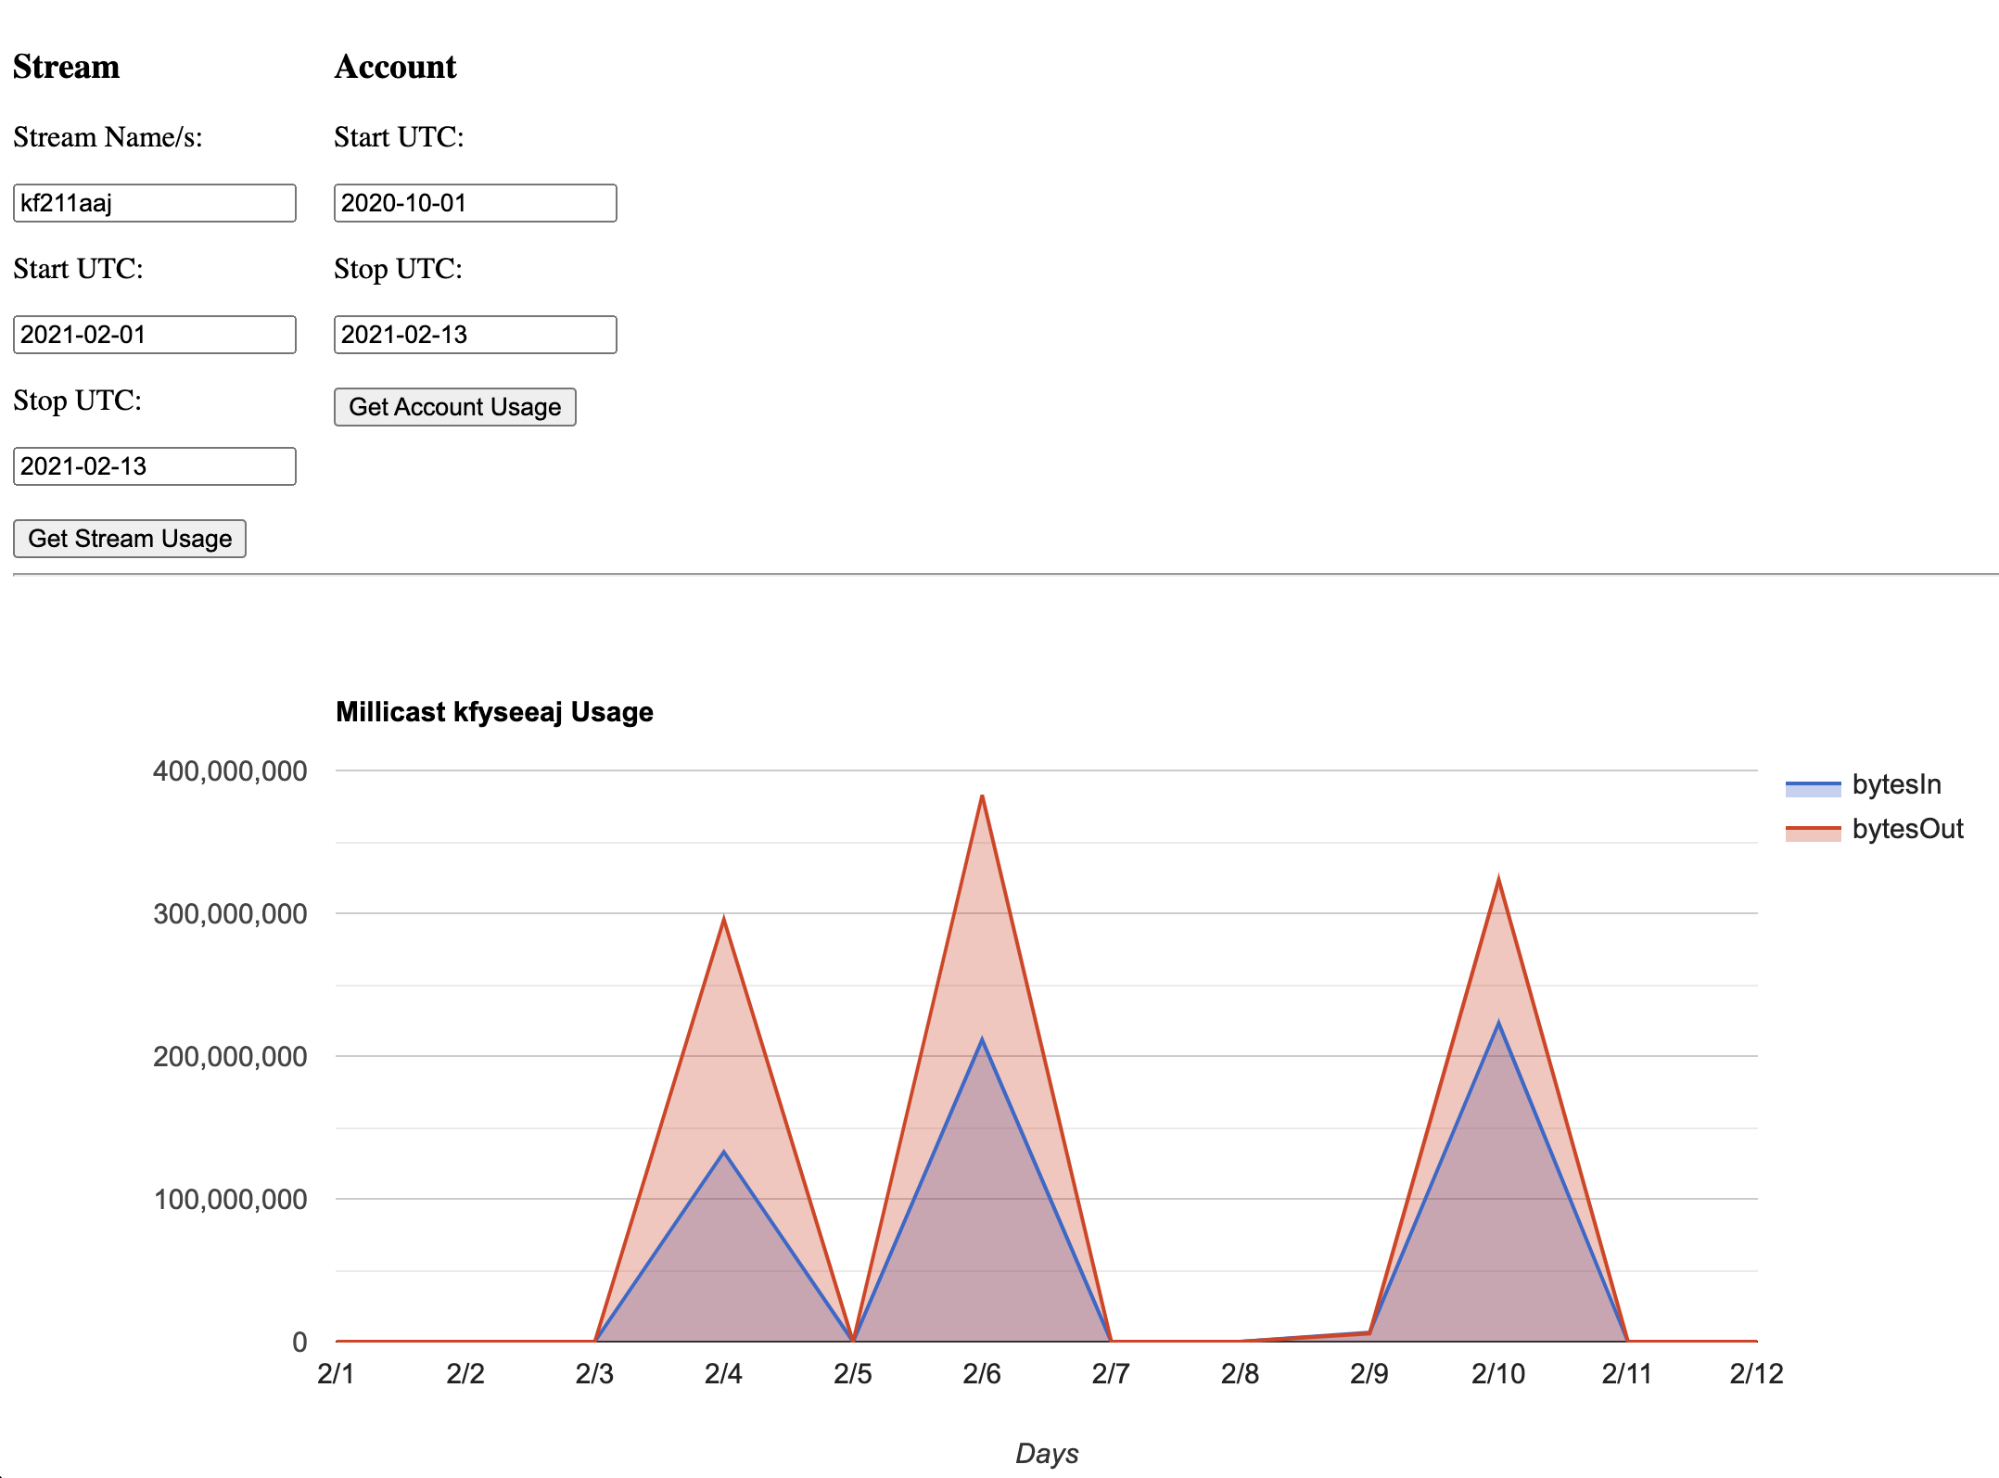 Stream
Stream Name/s:
kf211aaj
Start UTC:
2021-02-01
Stop UTC:
2021-02-13
Get Stream Usage
Account
Start UTC:
2020-10-01
Stop UTC:
2021-02-13
Get Account Usage
Millicast kfyseeaj Usage
400,000,000
300,000,000
200,000,000
100,000,000
0
2/1 2/2 2/3 2/4 2/5 2/6 2/7 2/8 2/9 2/10 2/11 2/12
Days
bytesIn
bytesOut